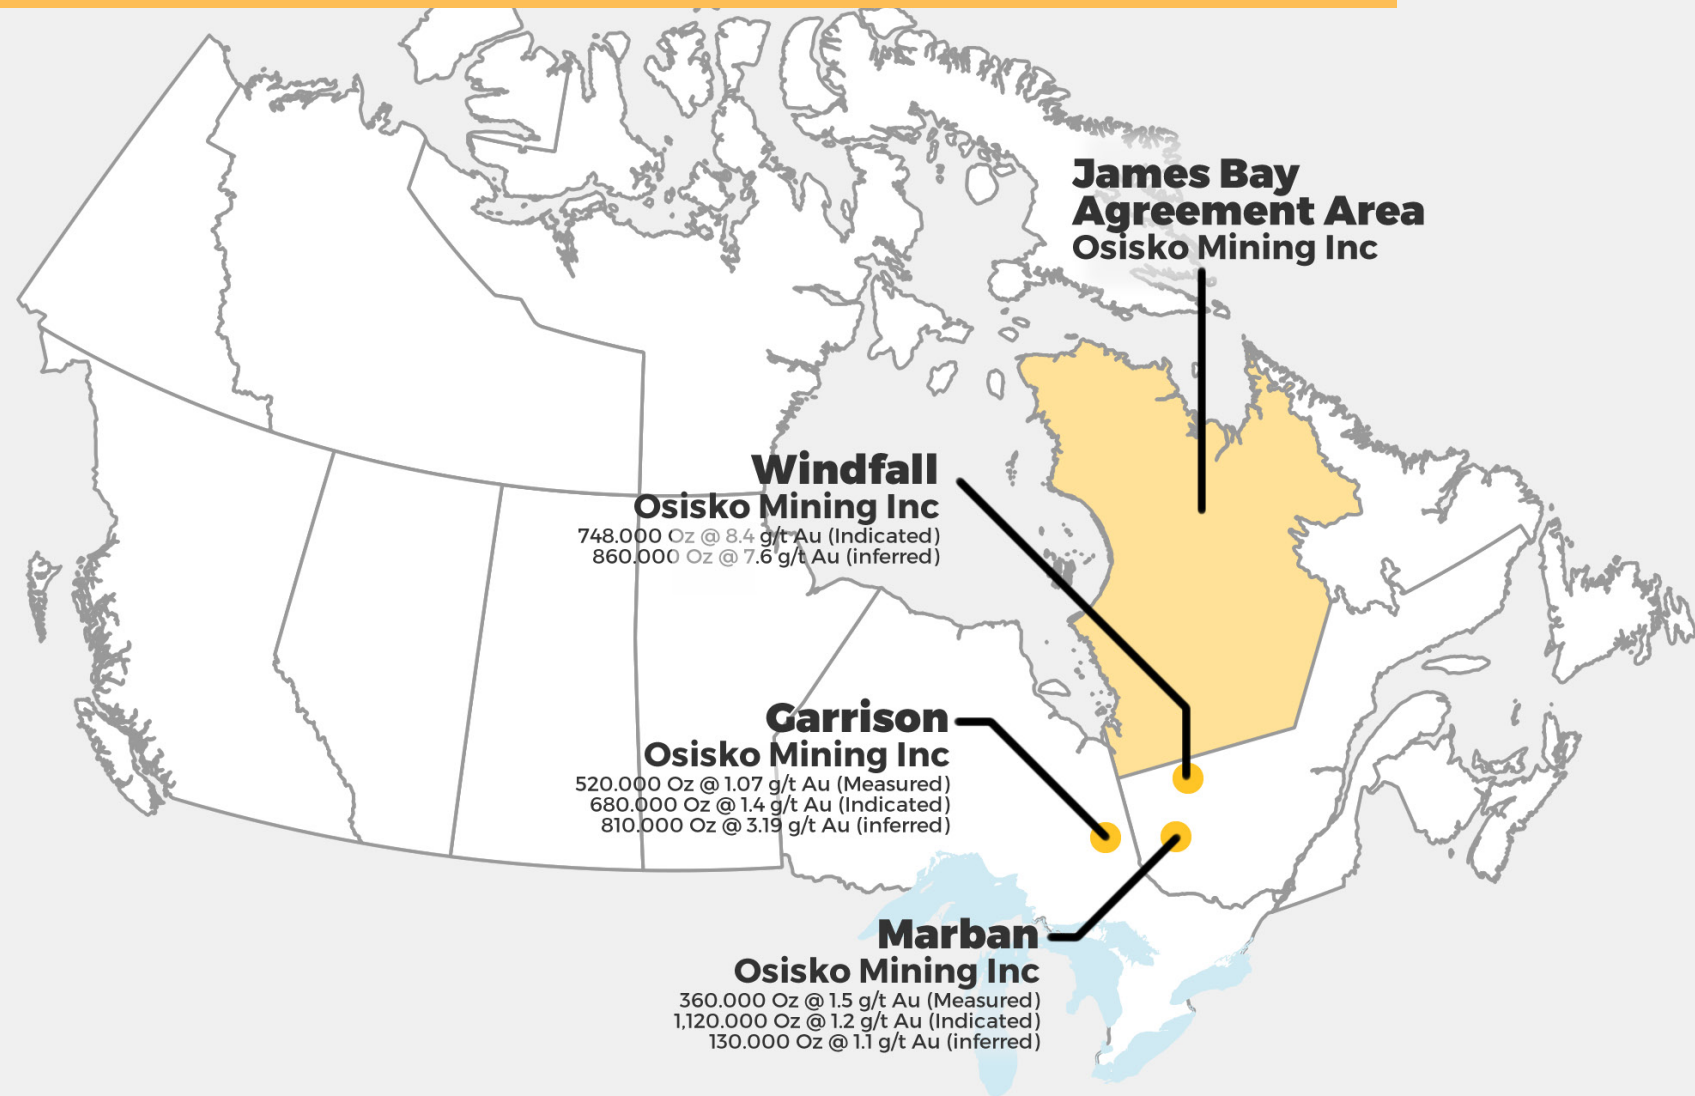 James Bay
Agreement Area
Osisko Mining Inc
Windfall
Osisko Mining Inc
748.000 Oz @ 8.4 g/t Au (Indicated)
860.000 Oz @ 7.6 g/t Au (inferred)
Garrison
Osisko Mining Inc
520.000 Oz @ 1.07 g/t Au (Measured)
680.000 Oz @ 1.4 g/t Au (Indicated)
810.000 Oz @ 3.19 g/t Au (inferred)
Marban
Osisko Mining Inc
360.000 Oz @ 1.5 g/t Au (Measured)
1,120.000 Oz @ 1.2 g/t Au (Indicated)
130.000 Oz @ 1.1 g/t Au (inferred)